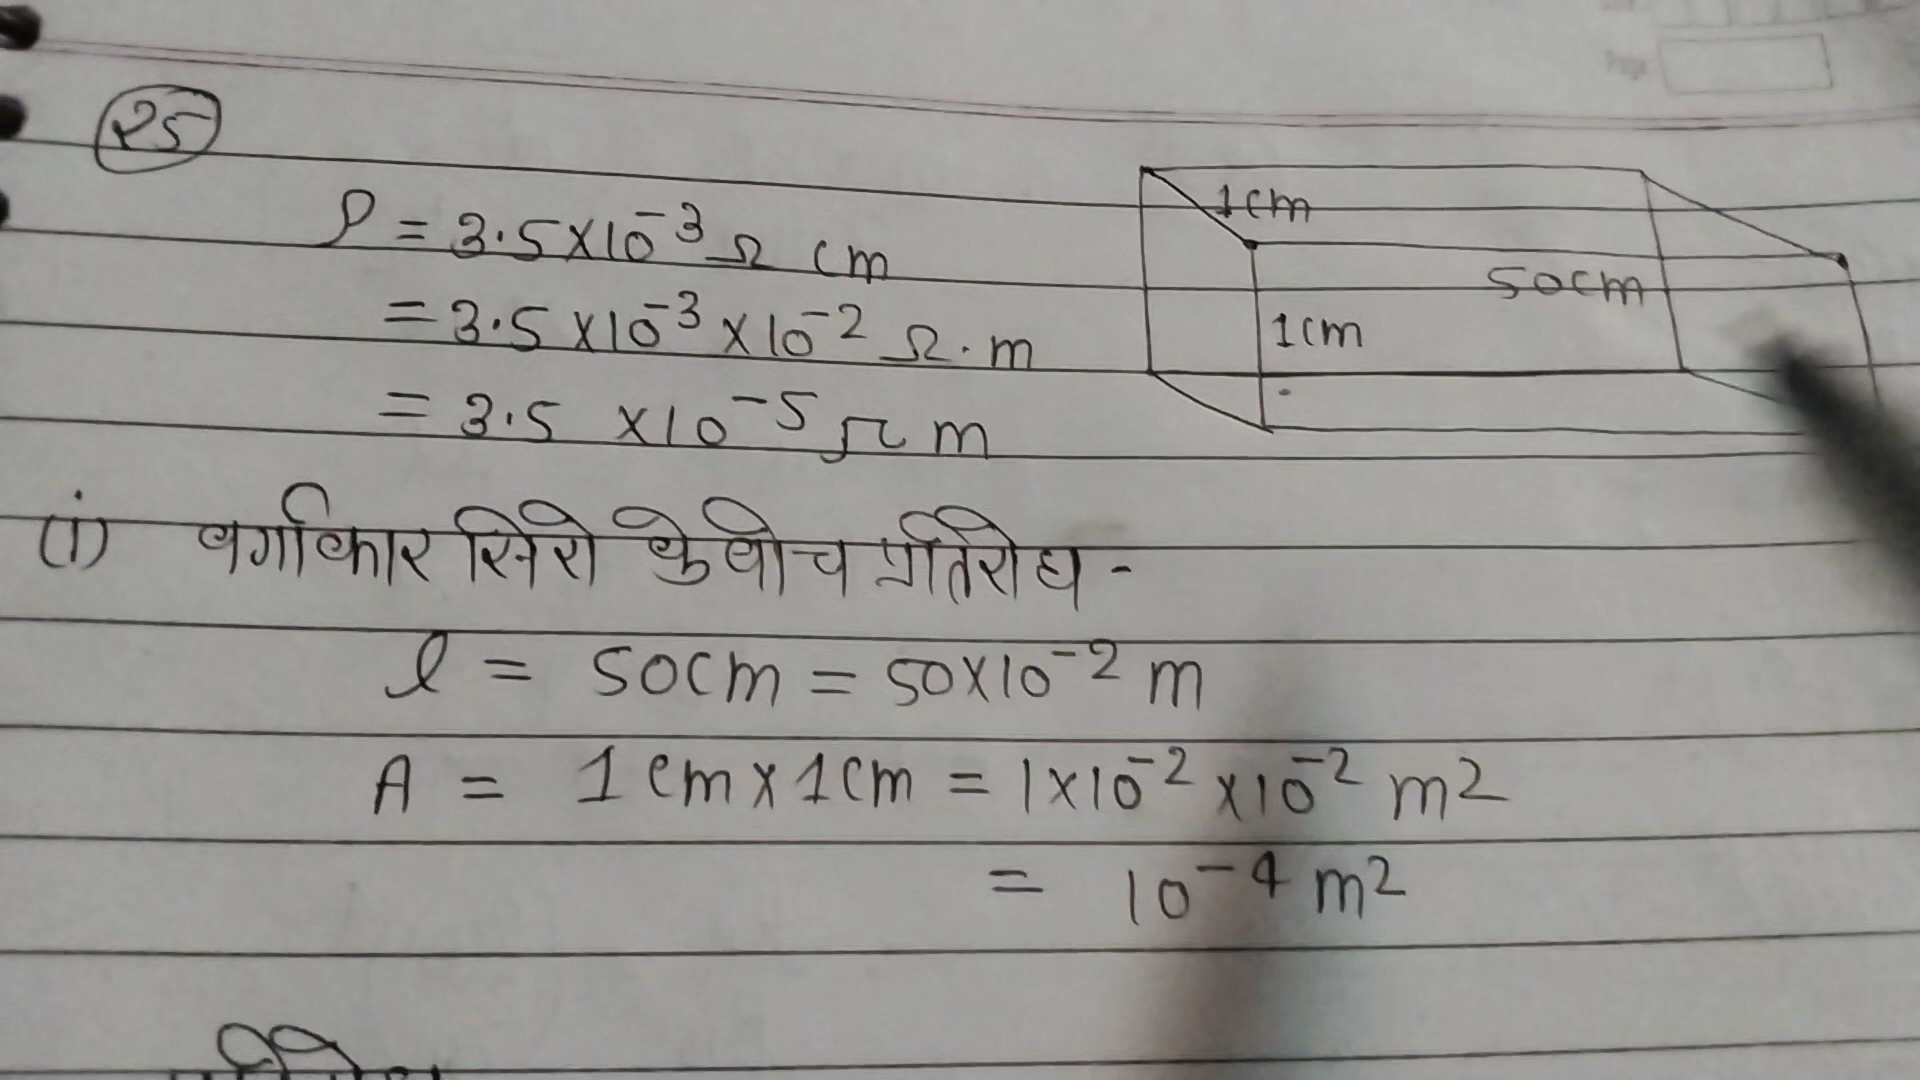 Page
25
ρ = 3.5×10⁻³ Ω cm
= 3.5×10⁻³ × 10⁻² Ω.m
= 3.5 ×10⁻⁵ Ω m
1cm
50cm
1cm
(i) वर्गाकार सिरो के बीच प्रतिरोध -
l = 50cm = 50×10⁻² m
A = 1cm × 1cm = 1×10⁻² ×10⁻² m²
= 10⁻⁴ m²